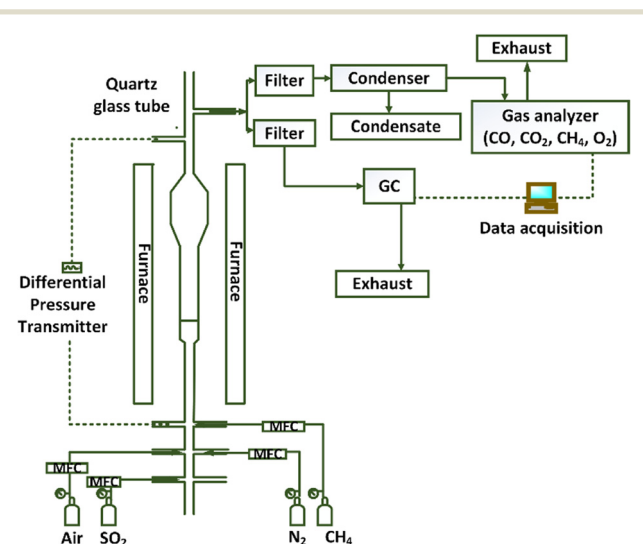 Exhaust
Quartz
glass tube
Filter
Condenser
Gas analyzer
(CO, CO₂, CH₄, O₂)
Filter
Condensate
GC
Data acquisition
Furnace
Furnace
Exhaust
Differential
Pressure
Transmitter
MFC
MFC
MFC
MFC
Air
SO₂
N₂
CH₄